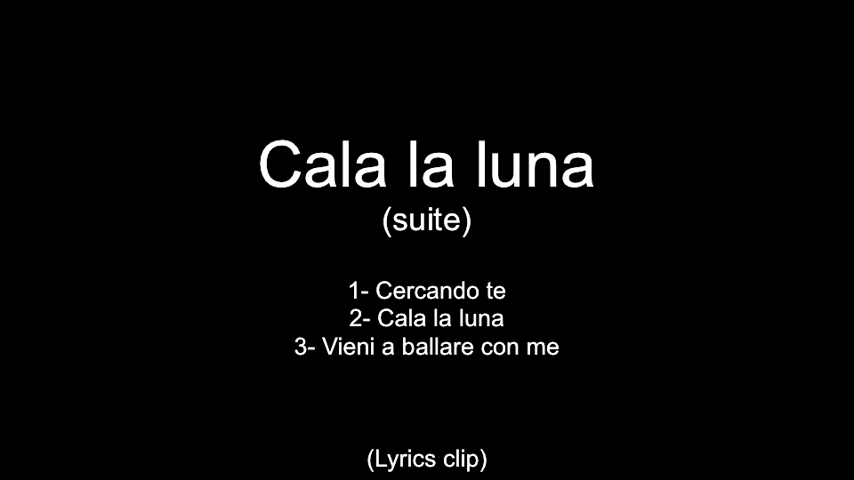 Cala la luna
(suite)
1- Cercando te
2- Cala la luna
3- Vieni a ballare con me
(Lyrics clip)